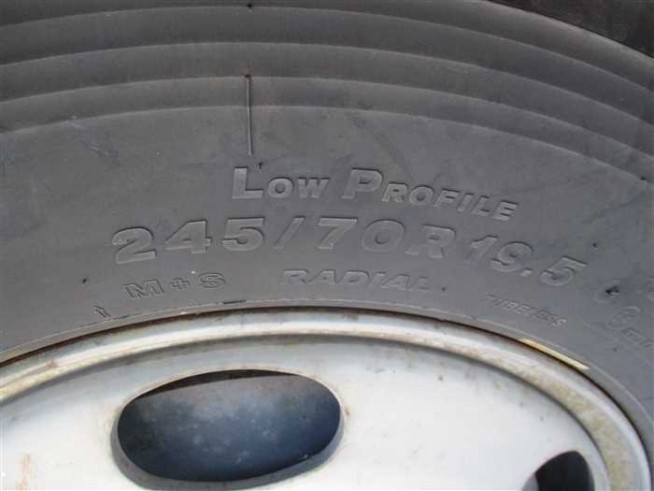 LOW PROFILE
245/70R19.5
M+S RADIAL TUBELESS